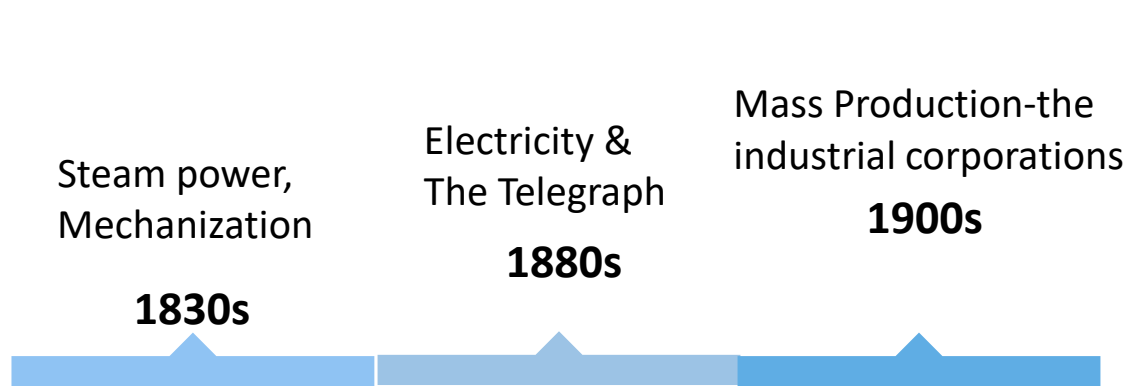 Steam power,
Mechanization
1830s
Electricity &
The Telegraph
1880s
Mass Production-the
industrial corporations
1900s